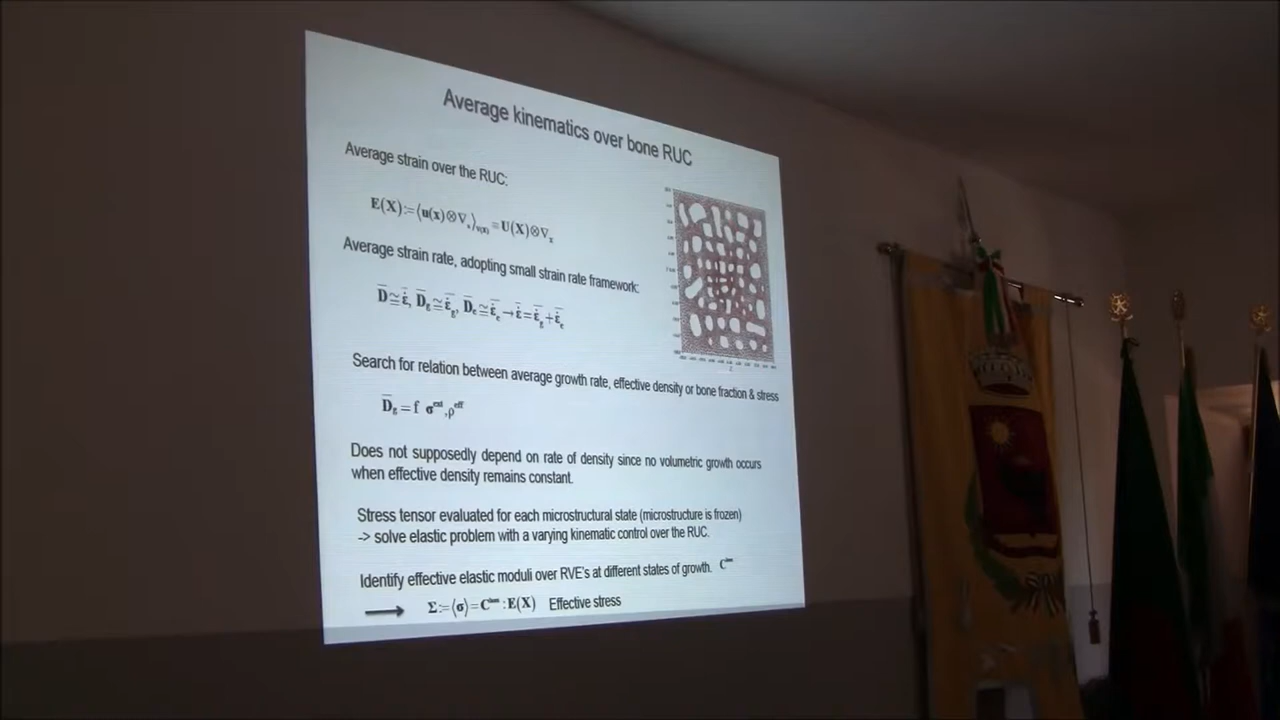 Average kinematics over bone RUC
Average strain over the RUC:
E(X):=⟨u(x)⊗∇ₓ⟩ᵥ₍ₓ₎=U(X)⊗∇ₓ
Average strain rate, adopting small strain rate framework:
D̄≅ε̄̇, D̄g≅ε̄̇g, D̄e≅ε̄̇e→ε̄̇=ε̄̇g+ε̄̇e
Search for relation between average growth rate, effective density or bone fraction & stress
D̄g=f σᵉˣᵗ,ρᵉᶠᶠ
Does not supposedly depend on rate of density since no volumetric growth occurs
when effective density remains constant.
Stress tensor evaluated for each microstructural state (microstructure is frozen)
-> solve elastic problem with a varying kinematic control over the RUC.
Identify effective elastic moduli over RVE's at different states of growth. Cʰᵒᵐ
→ Σ:=⟨σ⟩=Cʰᵒᵐ:E(X) Effective stress